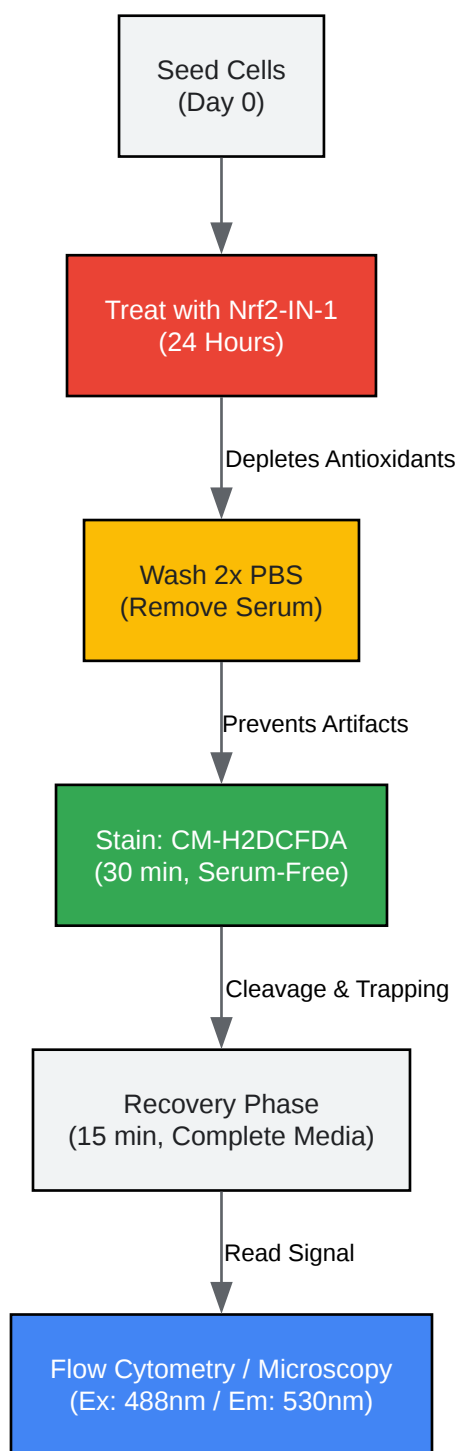 Seed Cells
(Day 0)
Treat with Nrf2-IN-1
(24 Hours)
Depletes Antioxidants
Wash 2x PBS
(Remove Serum)
Prevents Artifacts
Stain: CM-H2DCFDA
(30 min, Serum-Free)
Cleavage & Trapping
Recovery Phase
(15 min, Complete Media)
Read Signal
Flow Cytometry / Microscopy
(Ex: 488nm / Em: 530nm)